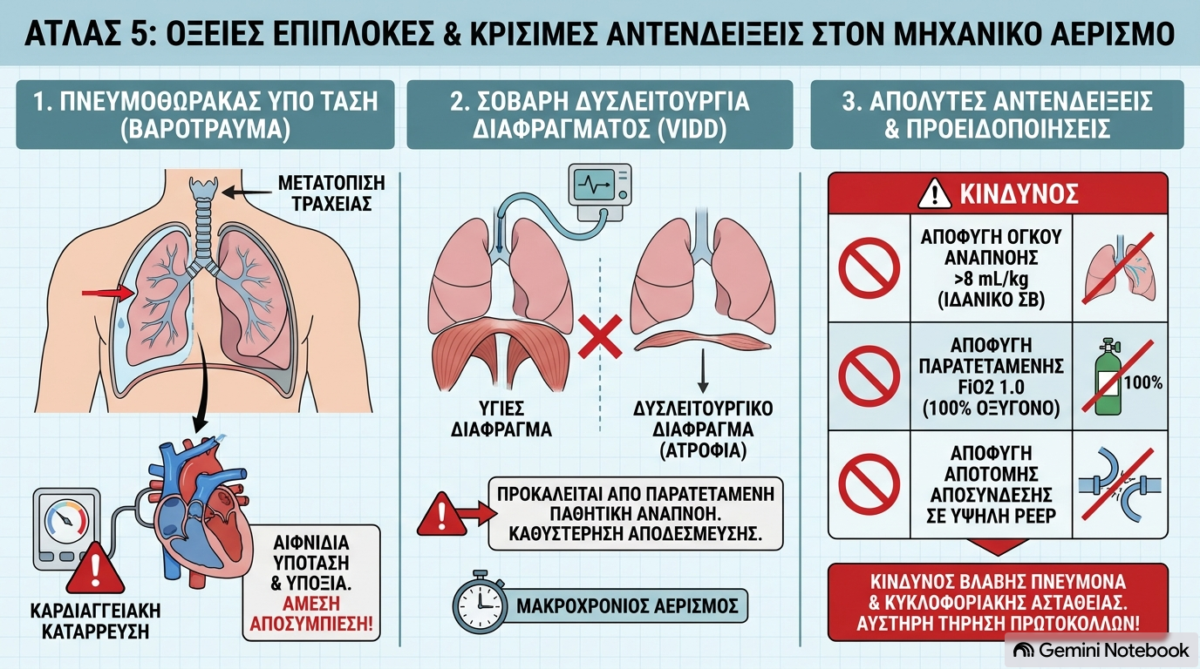 ΑΤΛΑΣ 5: ΟΞΕΙΕΣ ΕΠΙΠΛΟΚΕΣ & ΚΡΙΣΙΜΕΣ ΑΝΤΕΝΔΕΙΞΕΙΣ ΣΤΟΝ ΜΗΧΑΝΙΚΟ ΑΕΡΙΣΜΟ
1. ΠΝΕΥΜΟΘΩΡΑΚΑΣ ΥΠΟ ΤΑΣΗ
(ΒΑΡΟΤΡΑΥΜΑ)
ΜΕΤΑΤΟΠΙΣΗ
ΤΡΑΧΕΙΑΣ
ΚΑΡΔΙΑΓΓΕΙΑΚΗ
ΚΑΤΑΡΡΕΥΣΗ
ΑΙΦΝΙΔΙΑ
ΥΠΟΤΑΣΗ
& ΥΠΟΞΙΑ.
ΑΜΕΣΗ
ΑΠΟΣΥΜΠΙΕΣΗ!
2. ΣΟΒΑΡΗ ΔΥΣΛΕΙΤΟΥΡΓΙΑ
ΔΙΑΦΡΑΓΜΑΤΟΣ (VIDD)
ΥΓΙΕΣ
ΔΙΑΦΡΑΓΜΑ
ΔΥΣΛΕΙΤΟΥΡΓΙΚΟ
ΔΙΑΦΡΑΓΜΑ
(ΑΤΡΟΦΙΑ)
ΠΡΟΚΑΛΕΙΤΑΙ ΑΠΟ ΠΑΡΑΤΕΤΑΜΕΝΗ
ΠΑΘΗΤΙΚΗ ΑΝΑΠΝΟΗ.
ΚΑΘΥΣΤΕΡΗΣΗ ΑΠΟΔΕΣΜΕΥΣΗΣ.
ΜΑΚΡΟΧΡΟΝΙΟΣ ΑΕΡΙΣΜΟΣ
3. ΑΠΟΛΥΤΕΣ ΑΝΤΕΝΔΕΙΞΕΙΣ
& ΠΡΟΕΙΔΟΠΟΙΗΣΕΙΣ
ΚΙΝΔΥΝΟΣ
ΑΠΟΦΥΓΗ ΟΓΚΟΥ
ΑΝΑΠΝΟΗΣ
>8 mL/kg
(ΙΔΑΝΙΚΟ ΣΒ)
ΑΠΟΦΥΓΗ
ΠΑΡΑΤΕΤΑΜΕΝΗΣ
FiO2 1.0
(100% ΟΞΥΓΟΝΟ)
100%
ΑΠΟΦΥΓΗ
ΑΠΟΤΟΜΗΣ
ΑΠΟΣΥΝΔΕΣΗΣ
ΣΕ ΥΨΗΛΗ PEEP
ΚΙΝΔΥΝΟΣ ΒΛΑΒΗΣ ΠΝΕΥΜΟΝΑ
& ΚΥΚΛΟΦΟΡΙΑΚΗΣ ΑΣΤΑΘΕΙΑΣ.
ΑΥΣΤΗΡΗ ΤΗΡΗΣΗ ΠΡΩΤΟΚΟΛΛΩΝ!
Gemini Notebook